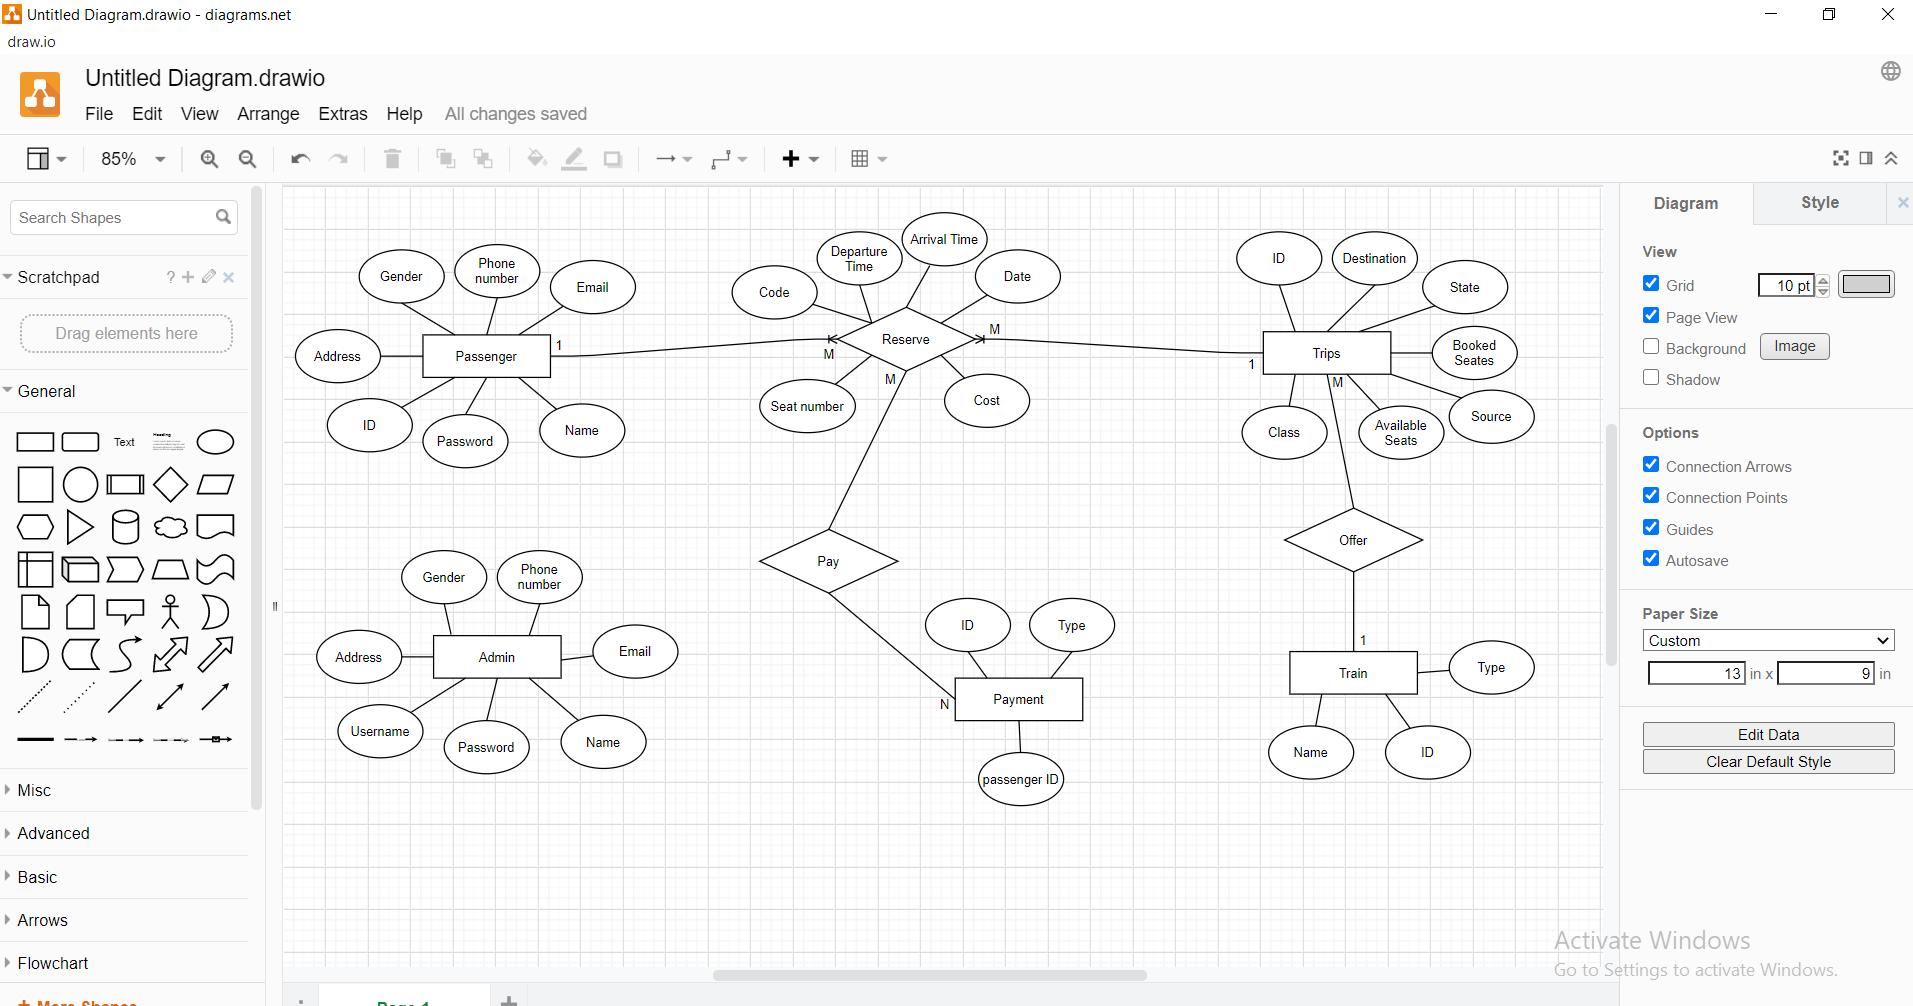 Untitled Diagram.drawio - diagrams.net
draw.io
Untitled Diagram.drawio
File Edit View Arrange Extras Help All changes saved
85%
Search Shapes
Scratchpad
?
Drag elements here
General
Text
Heading
Misc
Advanced
Basic
Arrows
Flowchart
+ More Shapes
Gender
Phone
number
Email
Address
Passenger
1
ID
Password
Name
Code
Departure
Time
Arrival Time
Date
Reserve
M
M
M
Seat number
Cost
ID
Destination
State
Trips
1
M
Booked
Seates
Class
Available
Seats
Source
Pay
Offer
Gender
Phone
number
Address
Admin
Email
Username
Password
Name
ID
Type
N
Payment
passenger ID
1
Train
Type
Name
ID
Page-1
Diagram
Style
View
Grid
10 pt
Page View
Background
Image
Shadow
Options
Connection Arrows
Connection Points
Guides
Autosave
Paper Size
Custom
13 in x 9 in
Edit Data
Clear Default Style
Activate Windows
Go to Settings to activate Windows.